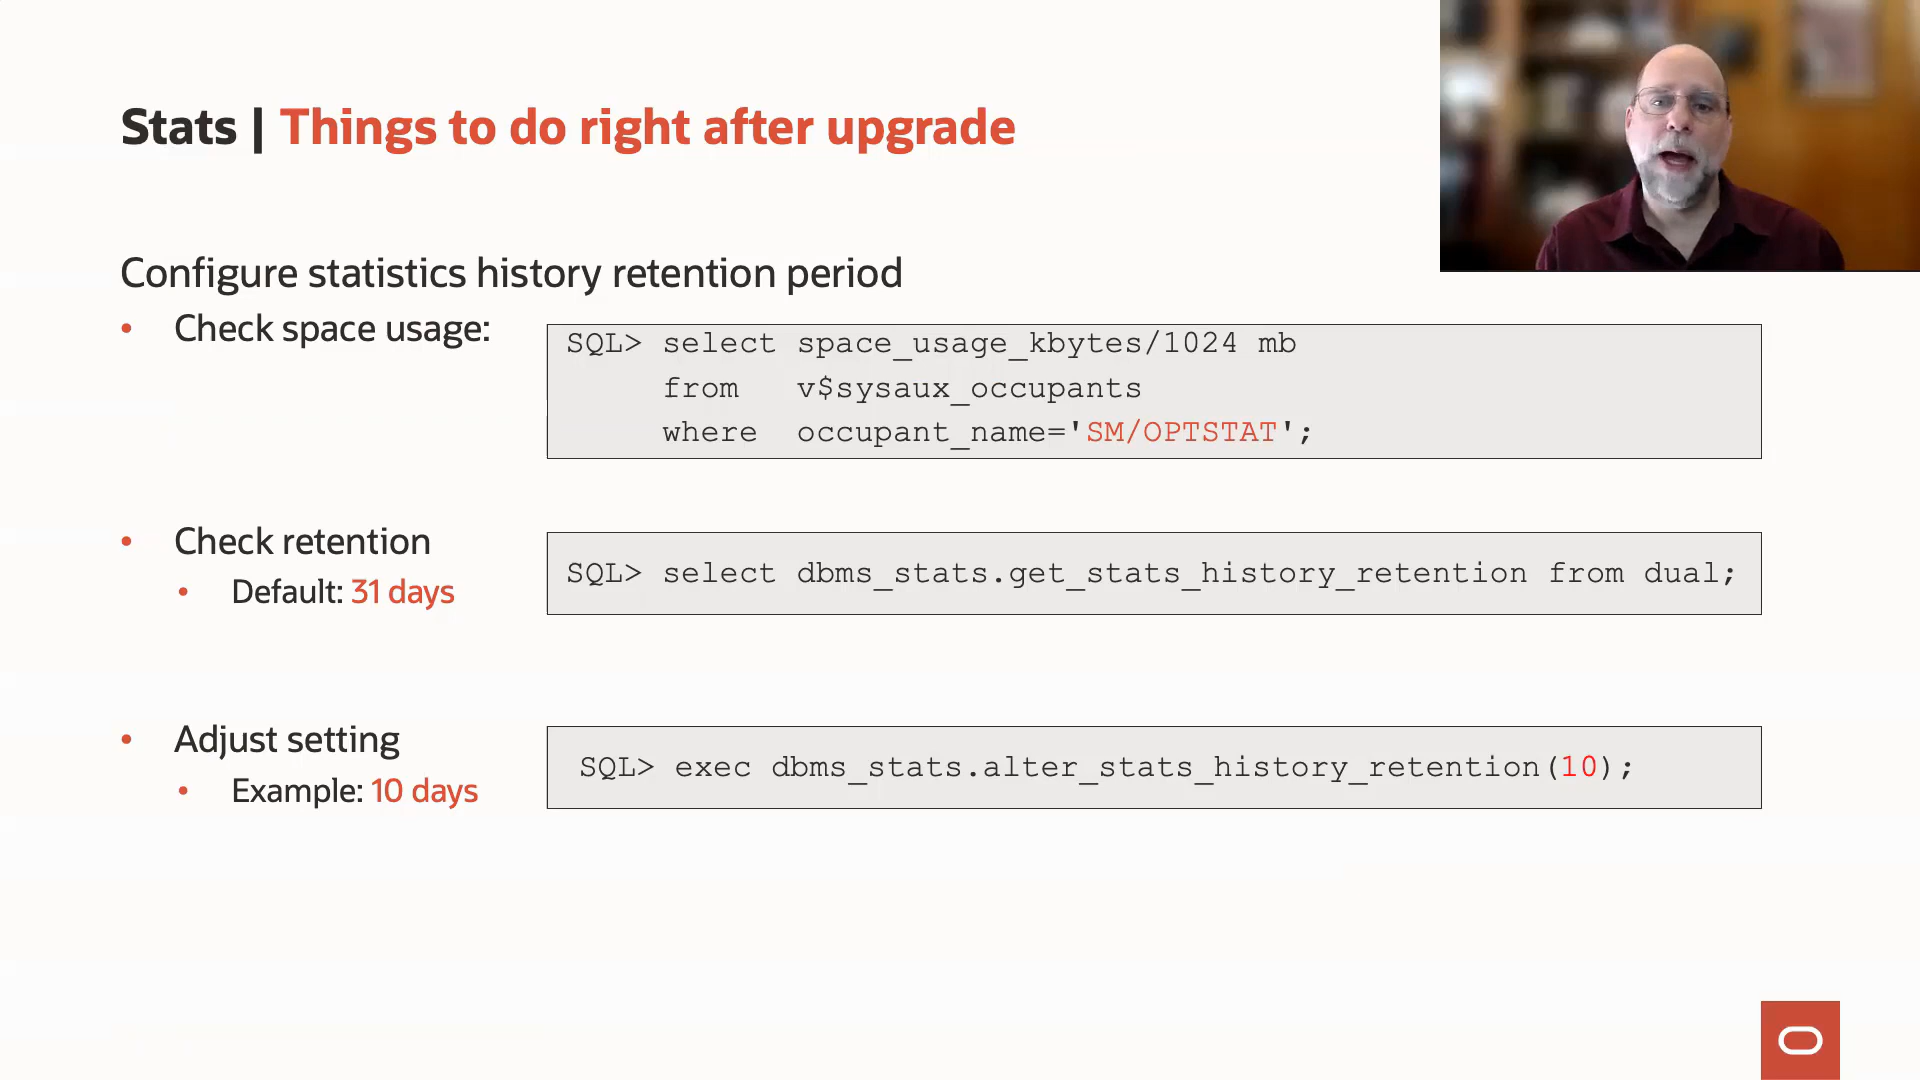 Stats | Things to do right after upgrade
Configure statistics history retention period
• Check space usage:
SQL> select space_usage_kbytes/1024 mb
from v$sysaux_occupants
where occupant_name='SM/OPTSTAT';
• Check retention
• Default: 31 days
SQL> select dbms_stats.get_stats_history_retention from dual;
• Adjust setting
• Example: 10 days
SQL> exec dbms_stats.alter_stats_history_retention(10);